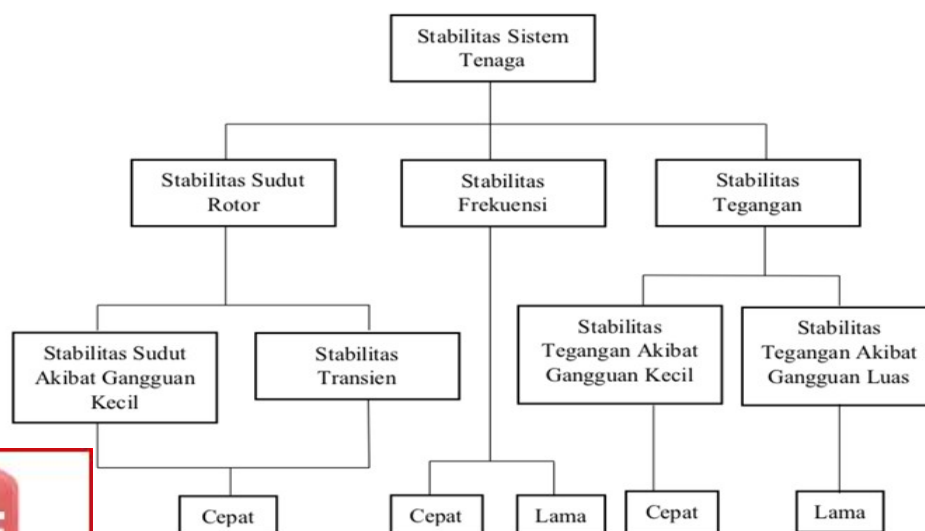 Stabilitas Sistem
Tenaga
Stabilitas Sudut
Rotor
Stabilitas
Frekuensi
Stabilitas
Tegangan
Stabilitas Sudut
Akibat Gangguan
Kecil
Stabilitas
Transien
Stabilitas
Tegangan Akibat
Gangguan Kecil
Stabilitas
Tegangan Akibat
Gangguan Luas
Cepat
Cepat
Lama
Cepat
Lama